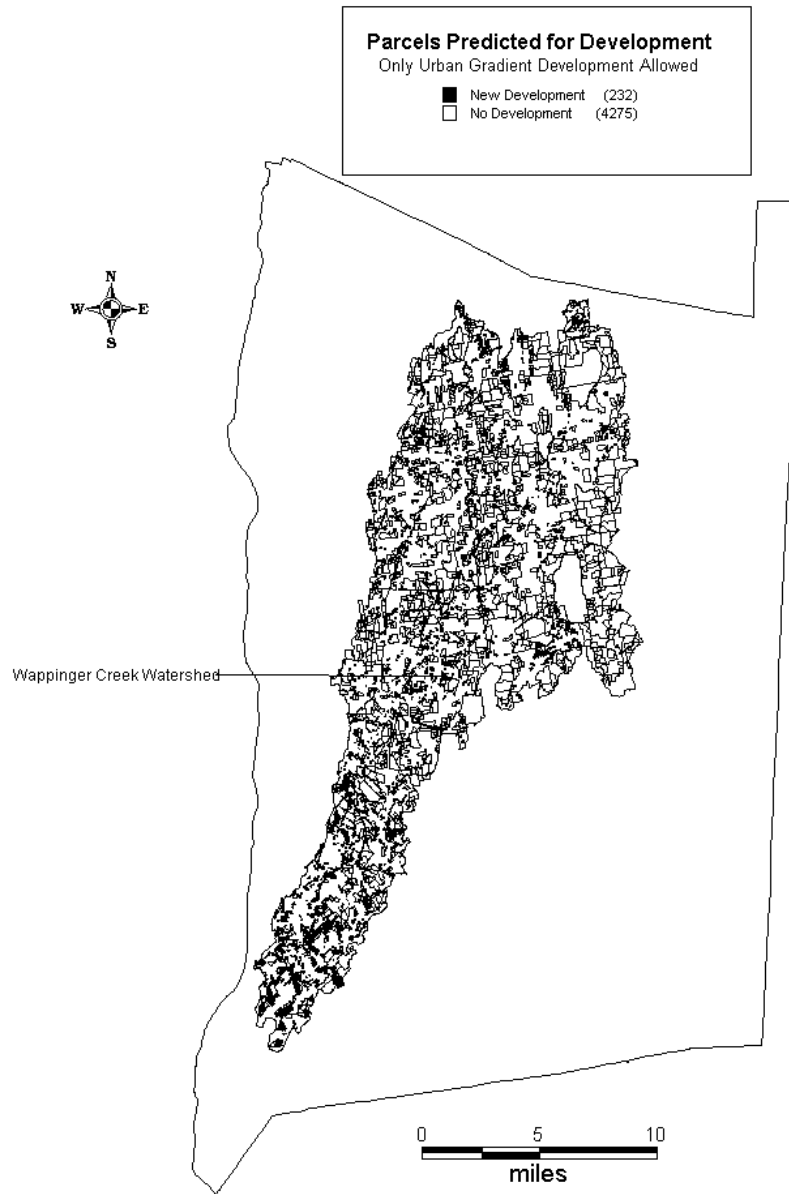 Parcels Predicted for Development
Only Urban Gradient Development Allowed
New Development (232)
No Development (4275)
N
W E
S
Wappinger Creek Watershed
0 5 10
miles